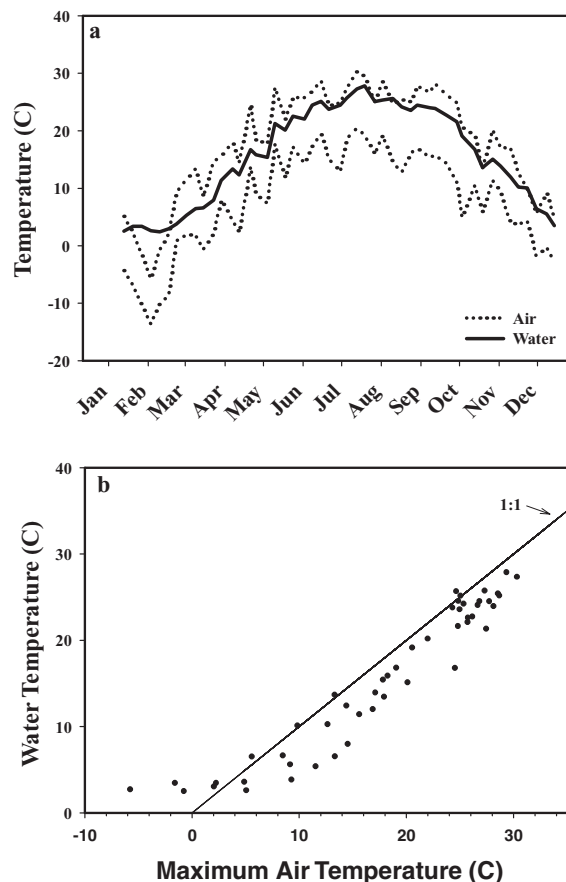 a
40
30
20
10
0
-10
-20
Temperature (C)
Air
Water
Jan Feb Mar Apr May Jun Jul Aug Sep Oct Nov Dec
b
1:1
40
30
20
10
0
Water Temperature (C)
-10 0 10 20 30
Maximum Air Temperature (C)